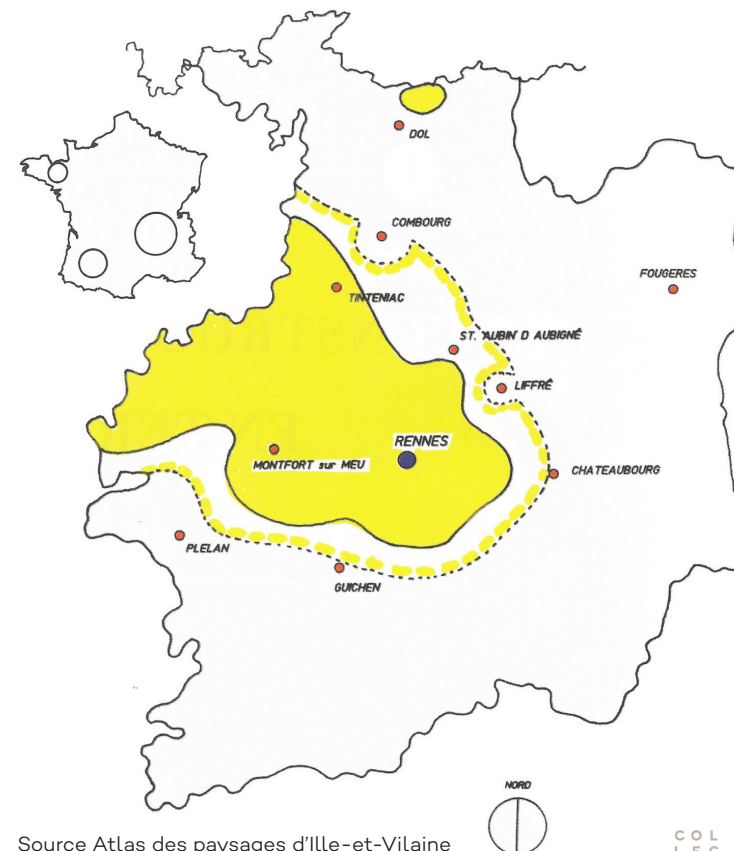 DOL
COMBOURG
FOUGERES
TINTENIAC
ST. AUBIN D AUBIGNÉ
LIFFRÉ
RENNES
MONTFORT sur MEU
CHATEAUBOURG
PLELAN
GUICHEN
NORD
Source Atlas des paysages d'Ille-et-Vilaine
COL